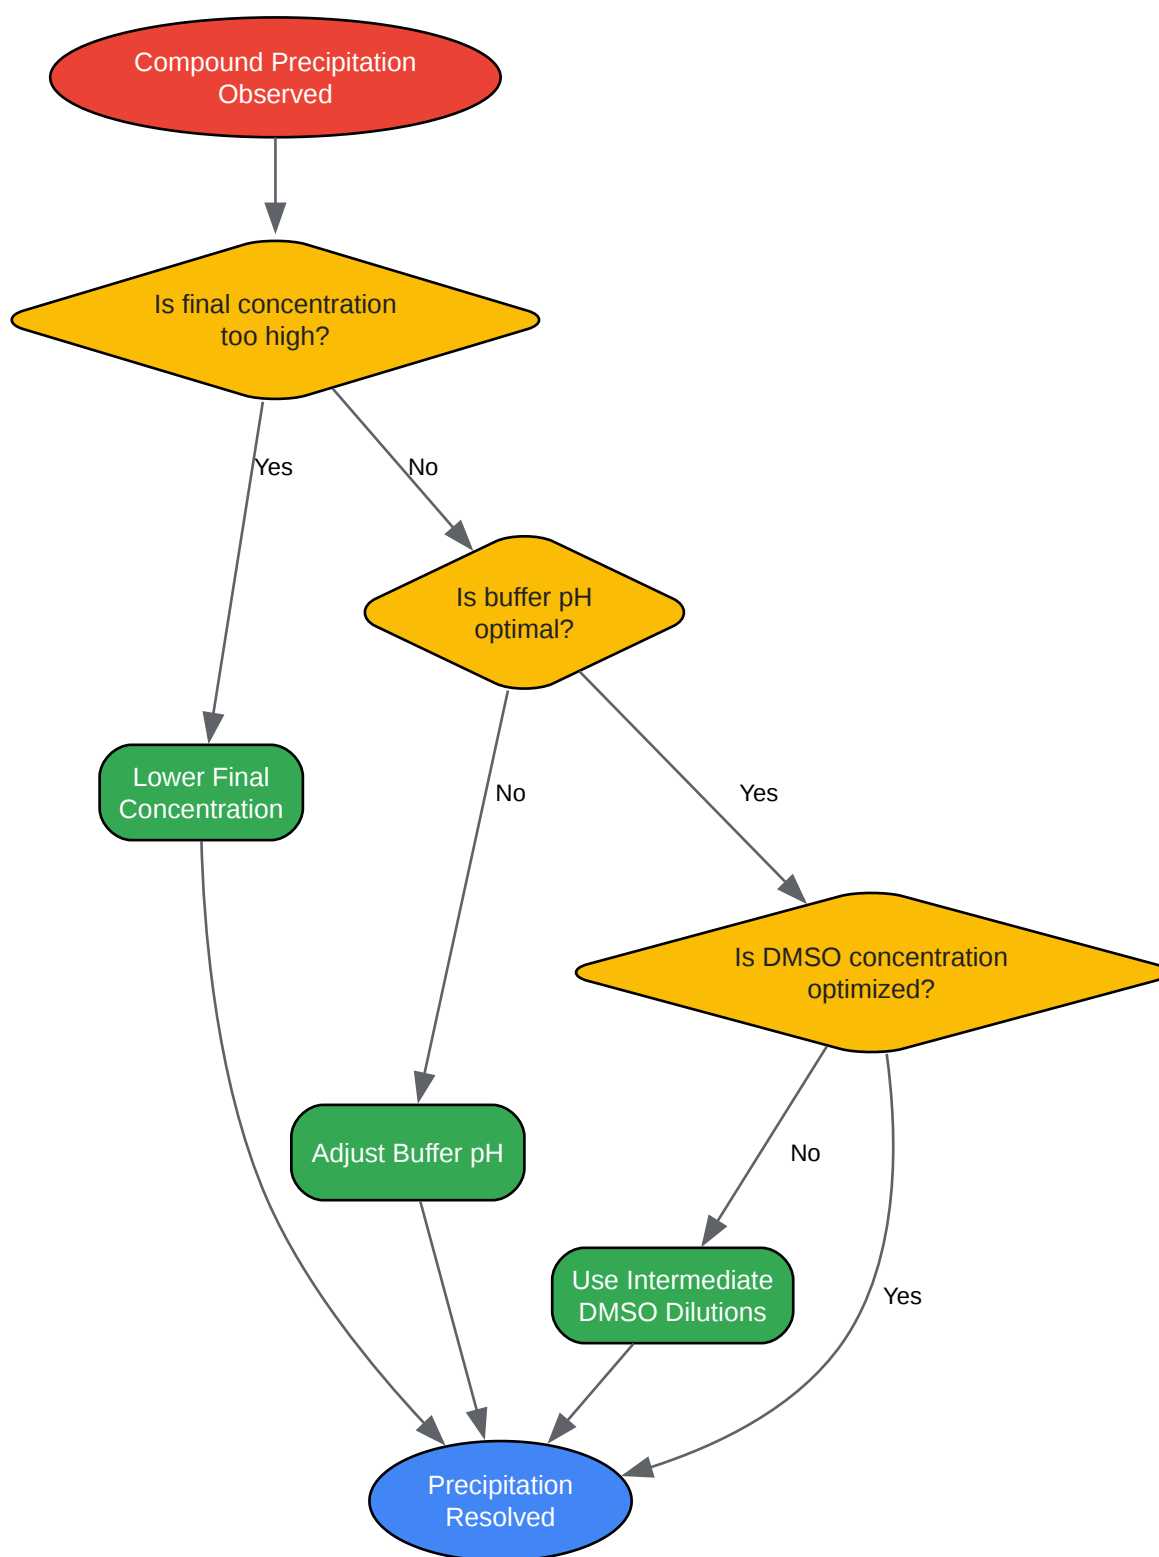 Compound Precipitation
Observed
Is final concentration
too high?
Yes
No
Is buffer pH
optimal?
Lower Final
Concentration
No
Yes
Is DMSO concentration
optimized?
Adjust Buffer pH
No
Use Intermediate
DMSO Dilutions
Yes
Precipitation
Resolved